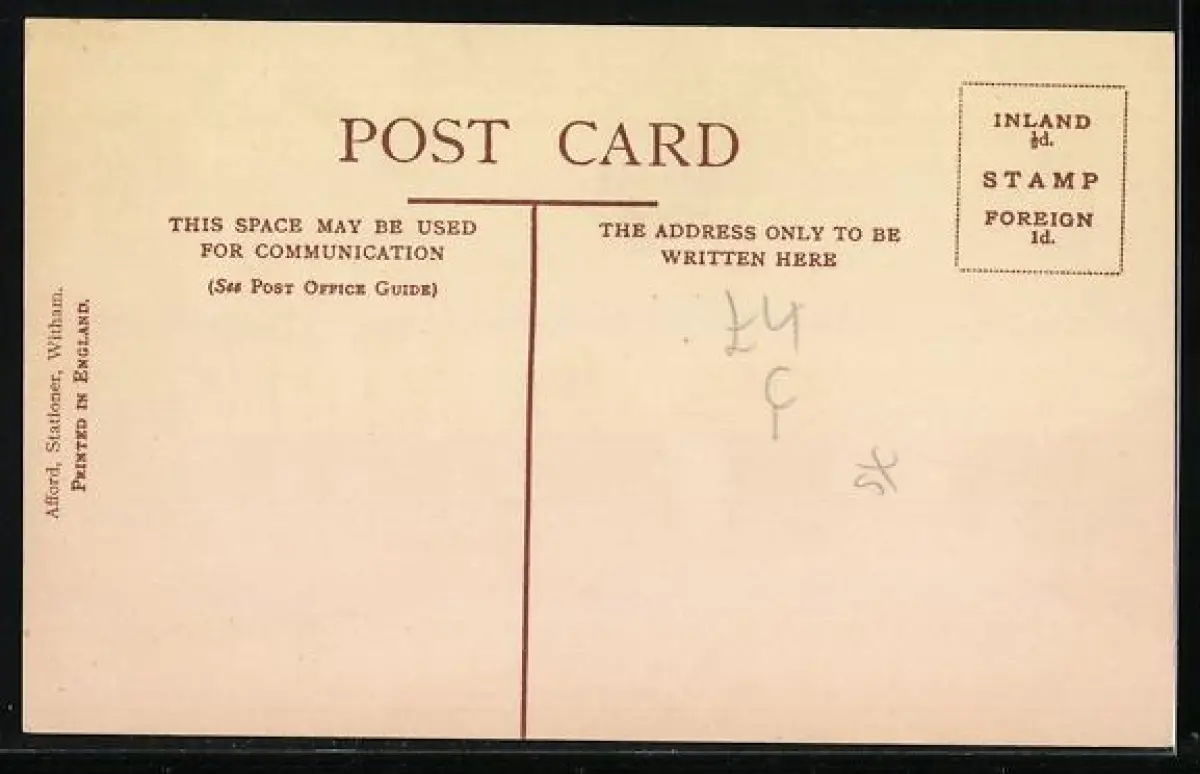 POST CARD
INLAND
½d.
STAMP
FOREIGN
1d.
THIS SPACE MAY BE USED
FOR COMMUNICATION
(See Post Office Guide)
THE ADDRESS ONLY TO BE
WRITTEN HERE
£4
Afford, Stationer, Witham.
Printed in England.